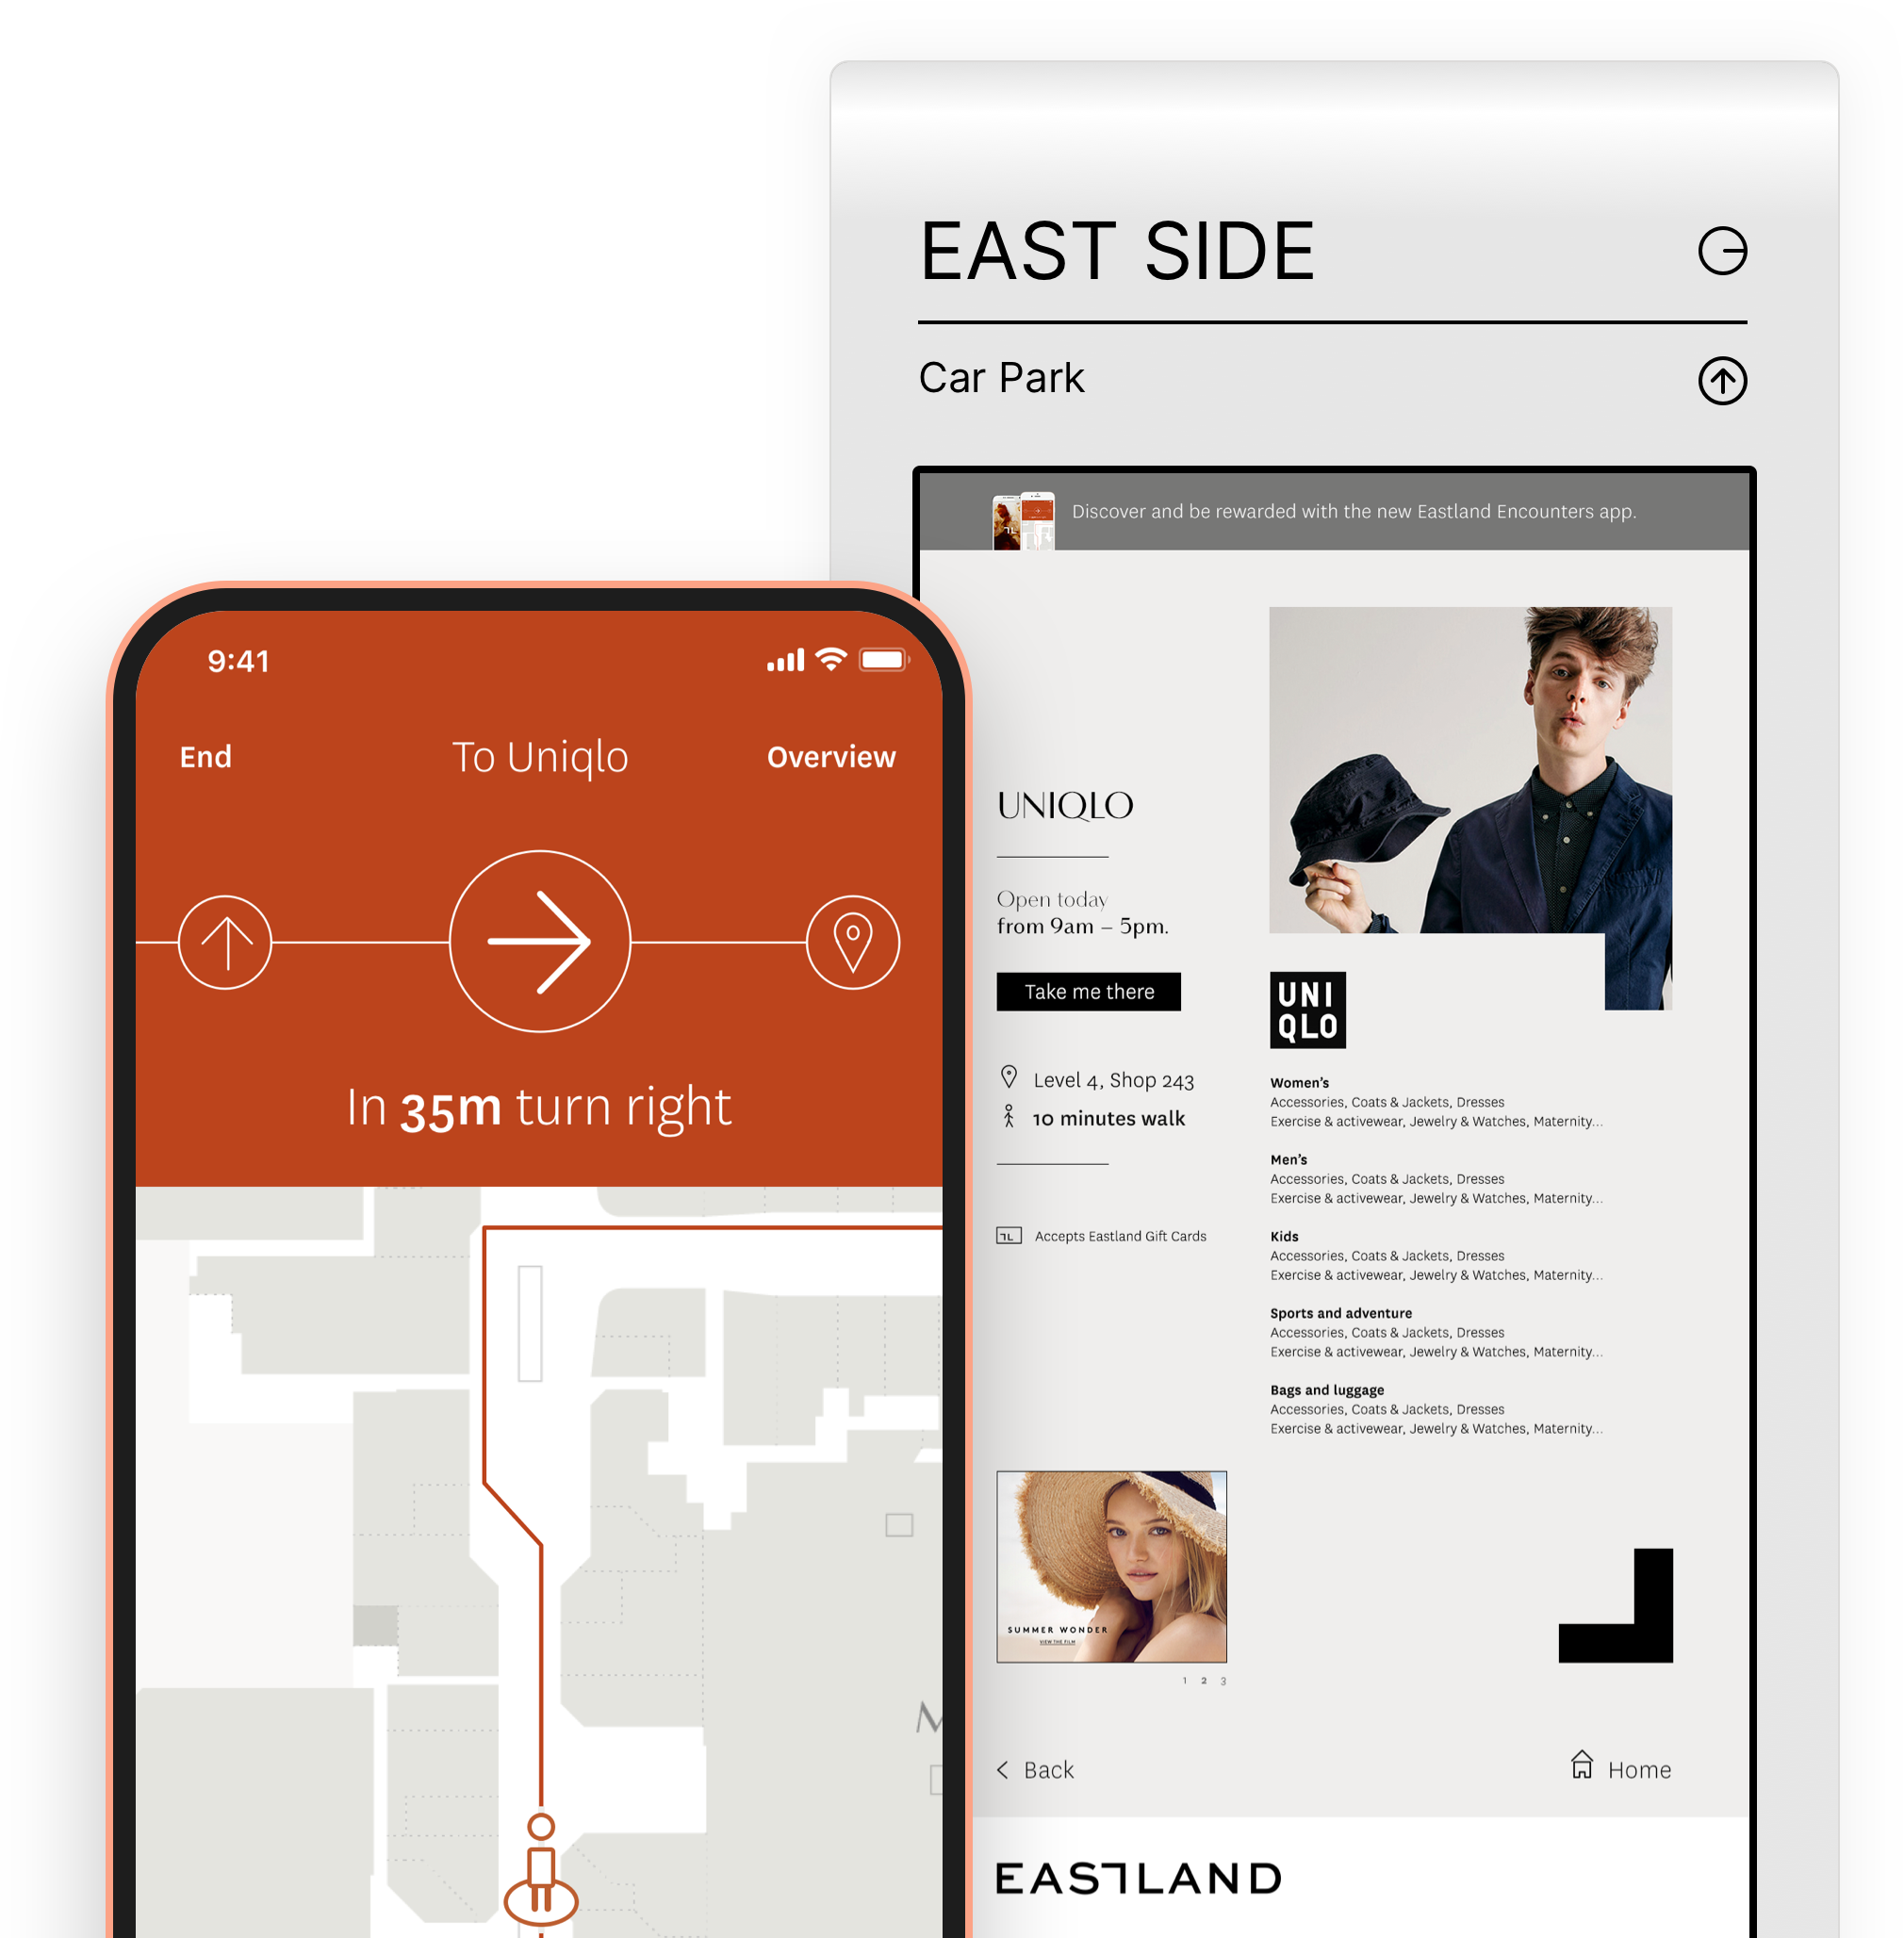 EAST SIDE
Car Park
Discover and be rewarded with the new Eastland Encounters app.
UNIQLO
Open today
from 9am – 5pm.
Take me there
Level 4, Shop 243
10 minutes walk
Accepts Eastland Gift Cards
UNI
QLO
Women’s
Accessories, Coats & Jackets, Dresses
Exercise & activewear, Jewelry & Watches, Maternity...
Men’s
Accessories, Coats & Jackets, Dresses
Exercise & activewear, Jewelry & Watches, Maternity...
Kids
Accessories, Coats & Jackets, Dresses
Exercise & activewear, Jewelry & Watches, Maternity...
Sports and adventure
Accessories, Coats & Jackets, Dresses
Exercise & activewear, Jewelry & Watches, Maternity...
Bags and luggage
Accessories, Coats & Jackets, Dresses
Exercise & activewear, Jewelry & Watches, Maternity...
SUMMER WONDER
VIEW THE FILM
1 2 3
Back
Home
EASTLAND
9:41
End
To Uniqlo
Overview
In 35m turn right